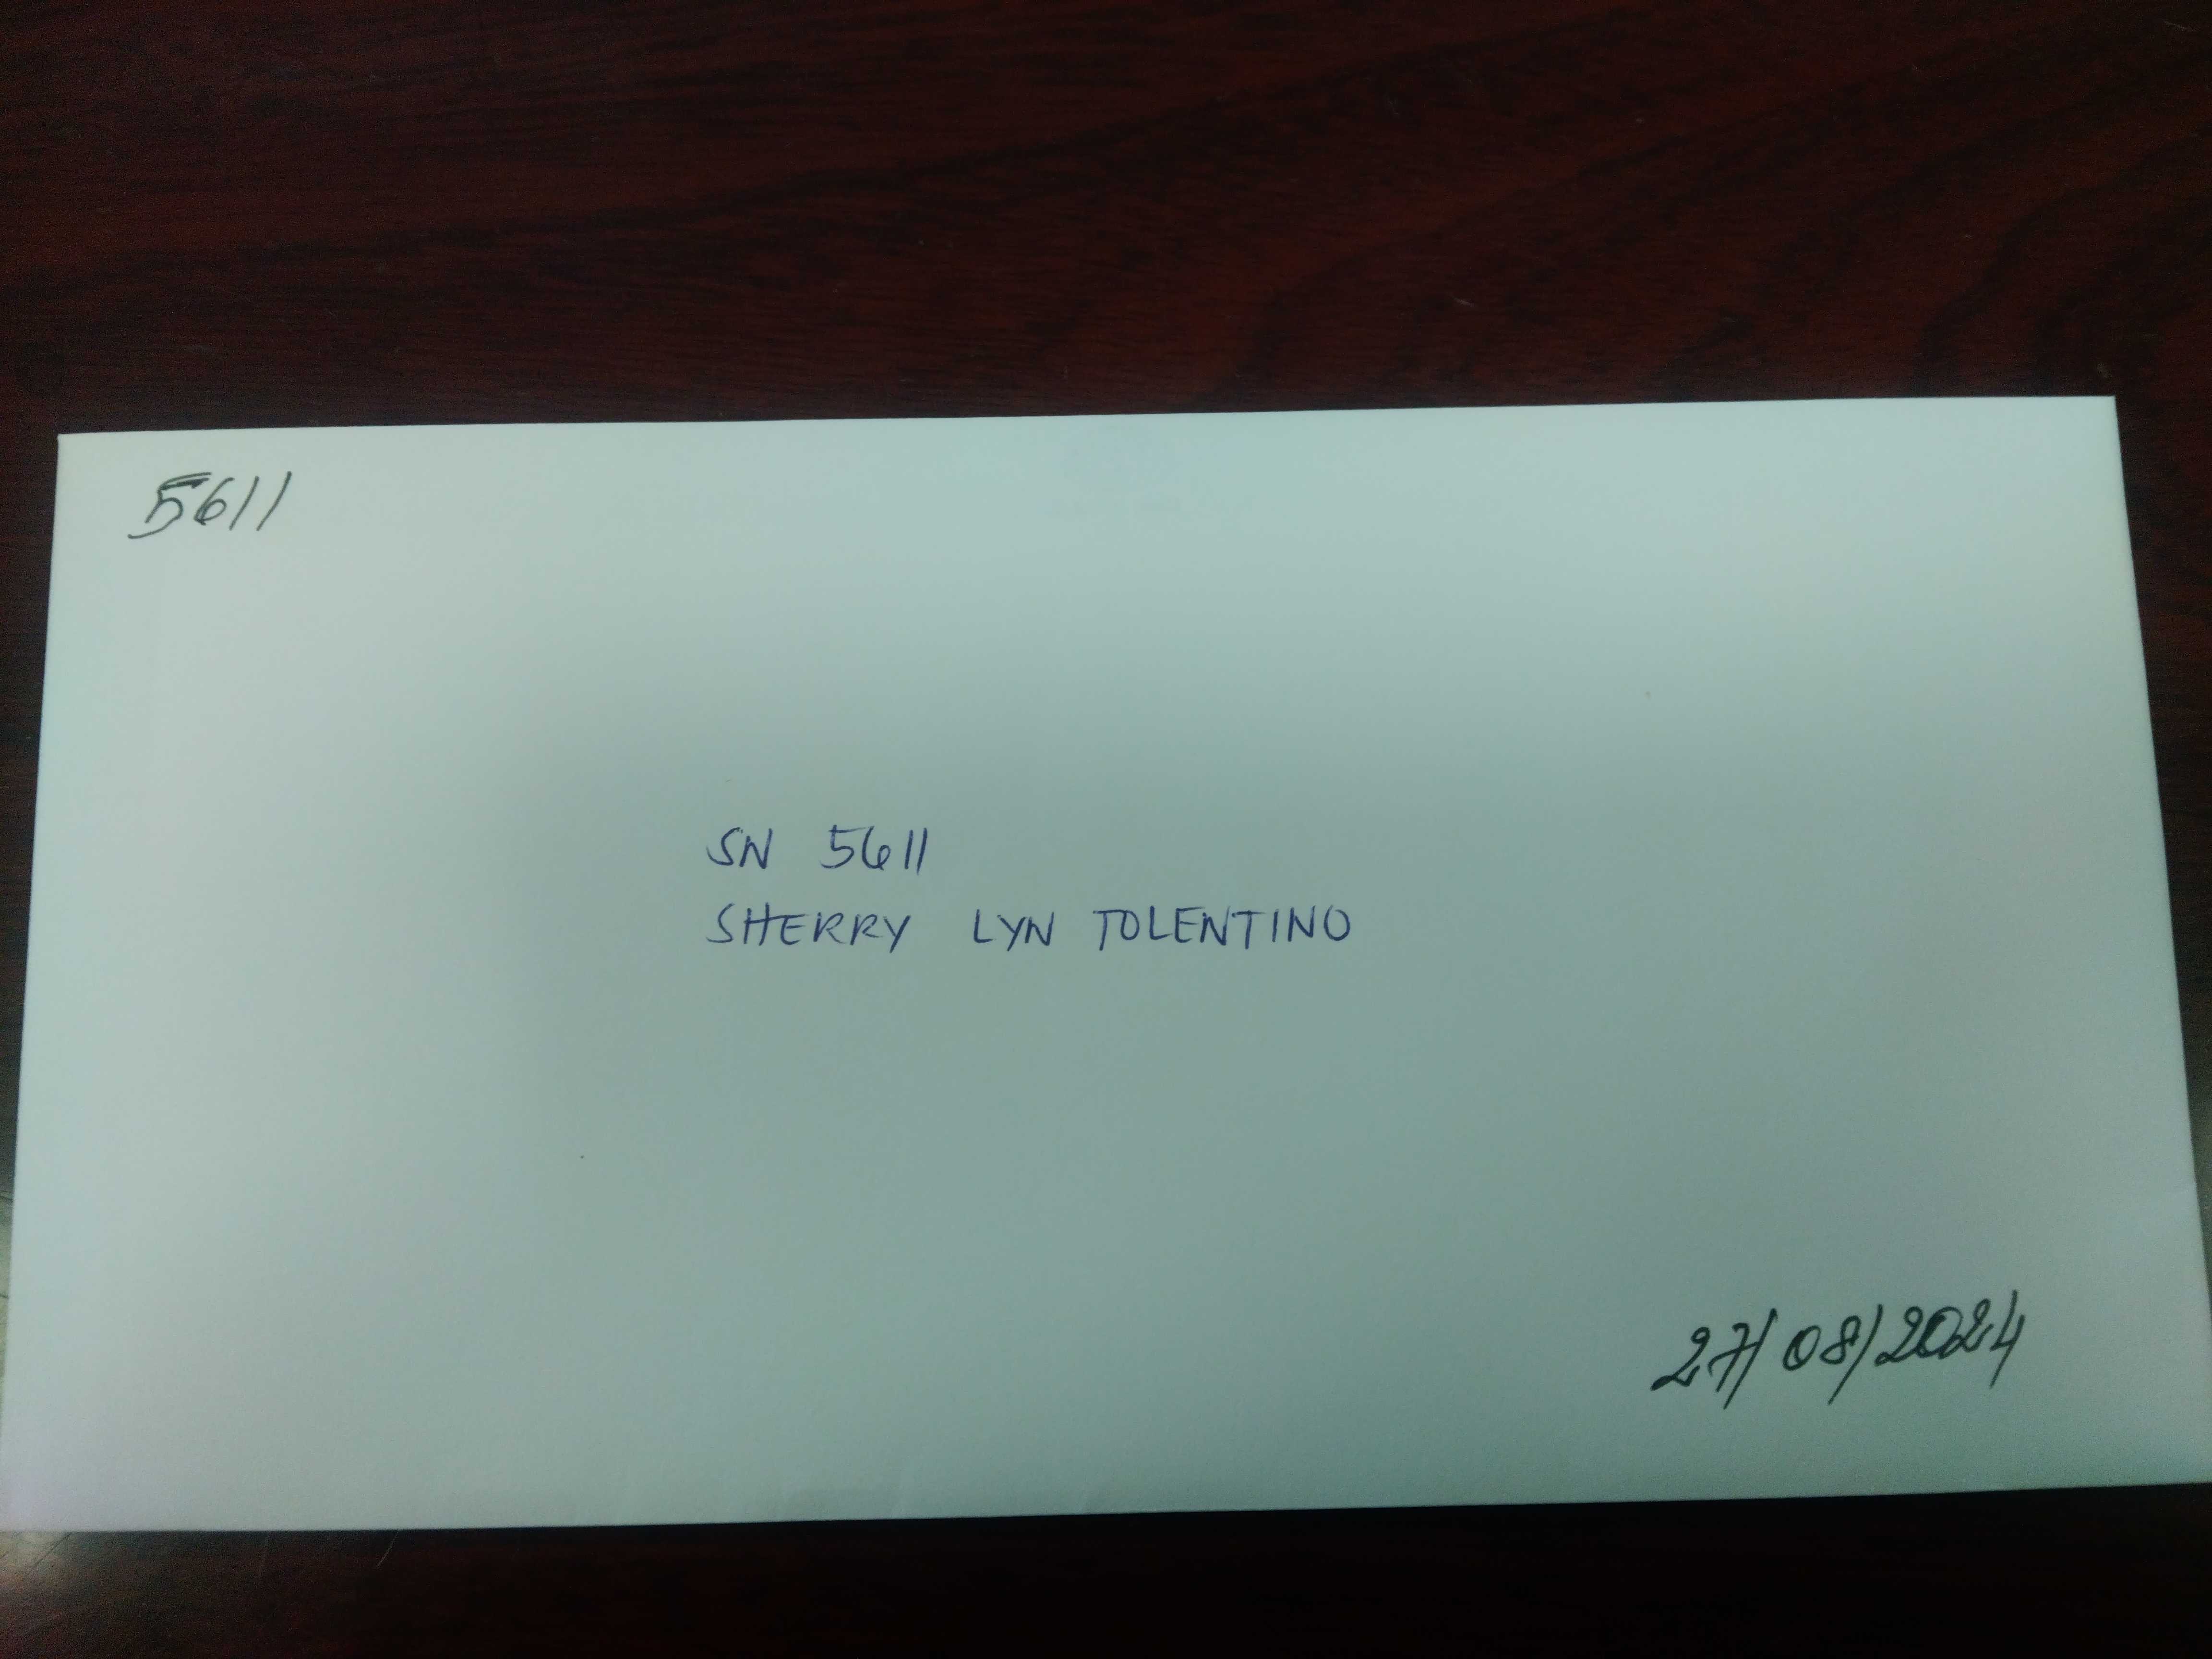 5611
SN 5611
SHERRY LYN TOLENTINO
27/08/2024